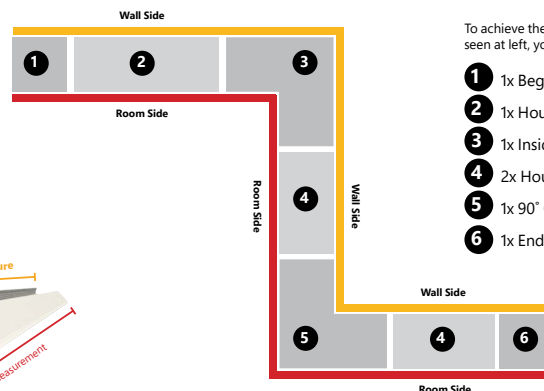 Wall Side
To achieve the
seen at left, yo
1 2 3
Room Side
1 1x Beg
2 1x Hou
3 1x Insid
4 2x Hou
5 1x 90°
6 1x End
Room Side
4
Wall Side
ure
easurement
Wall Side
5 4 6
Room Side